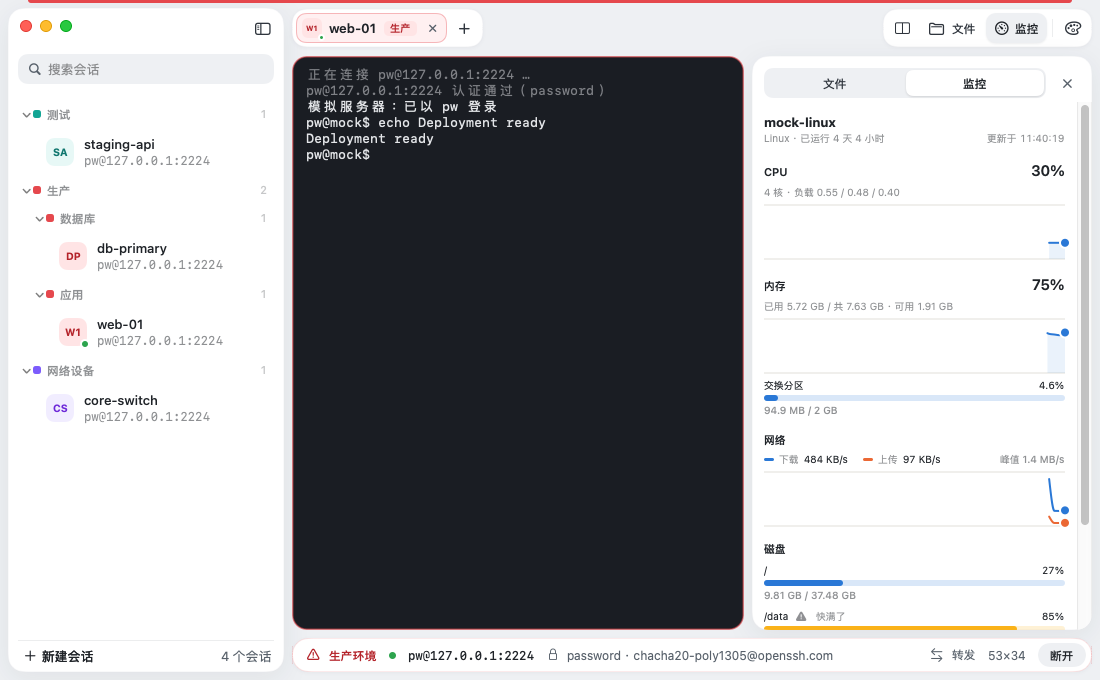 搜索会话
测试 1
SA staging-api
pw@127.0.0.1:2224
生产 2
数据库 1
DP db-primary
pw@127.0.0.1:2224
应用 1
W1 web-01
pw@127.0.0.1:2224
网络设备 1
CS core-switch
pw@127.0.0.1:2224
新建会话 4 个会话
W1 web-01 生产
文件 监控
正在连接 pw@127.0.0.1:2224 …
pw@127.0.0.1:2224 认证通过（password）
模拟服务器：已以 pw 登录
pw@mock$ echo Deployment ready
Deployment ready
pw@mock$
文件 监控
mock-linux
Linux · 已运行 4 天 4 小时 更新于 11:40:19
CPU 30%
4 核 · 负载 0.55 / 0.48 / 0.40
内存 75%
已用 5.72 GB / 共 7.63 GB · 可用 1.91 GB
交换分区 4.6%
94.9 MB / 2 GB
网络
下载 484 KB/s 上传 97 KB/s 峰值 1.4 MB/s
磁盘
/ 27%
9.81 GB / 37.48 GB
/data 快满了 85%
生产环境 pw@127.0.0.1:2224 password · chacha20-poly1305@openssh.com 转发 53×34 断开